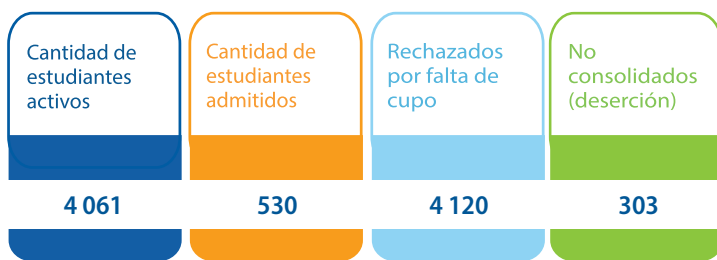 Cantidad de
estudiantes
activos
4 061
Cantidad de
estudiantes
admitidos
530
Rechazados
por falta de
cupo
4 120
No
consolidados
(deserción)
303